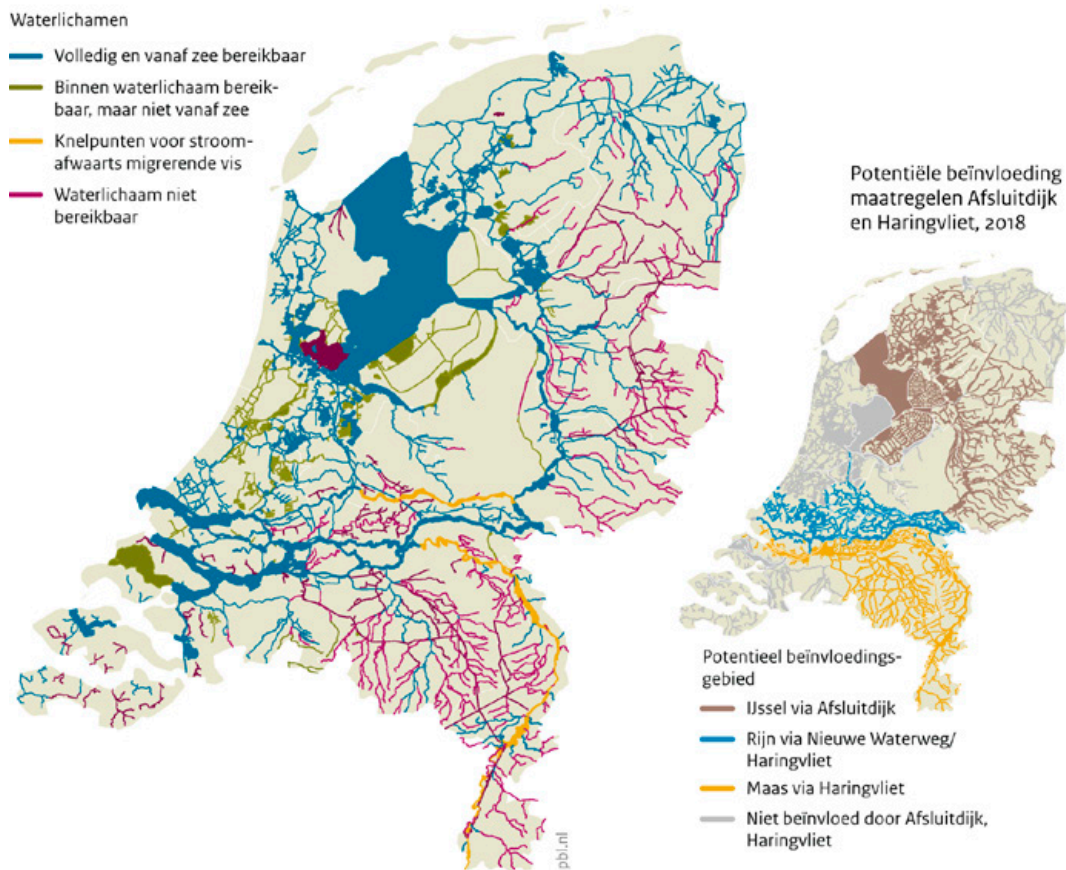 Waterlichamen
Volledig en vanaf zee bereikbaar
Binnen waterlichaam bereik-
baar, maar niet vanaf zee
Knelpunten voor stroom-
afwaarts migrerende vis
Waterlichaam niet
bereikbaar
Potentiële beïnvloeding
maatregelen Afsluitdijk
en Haringvliet, 2018
Potentieel beïnvloedings-
gebied
IJssel via Afsluitdijk
Rijn via Nieuwe Waterweg/
Haringvliet
Maas via Haringvliet
Niet beïnvloed door Afsluitdijk,
Haringvliet
pbl.nl